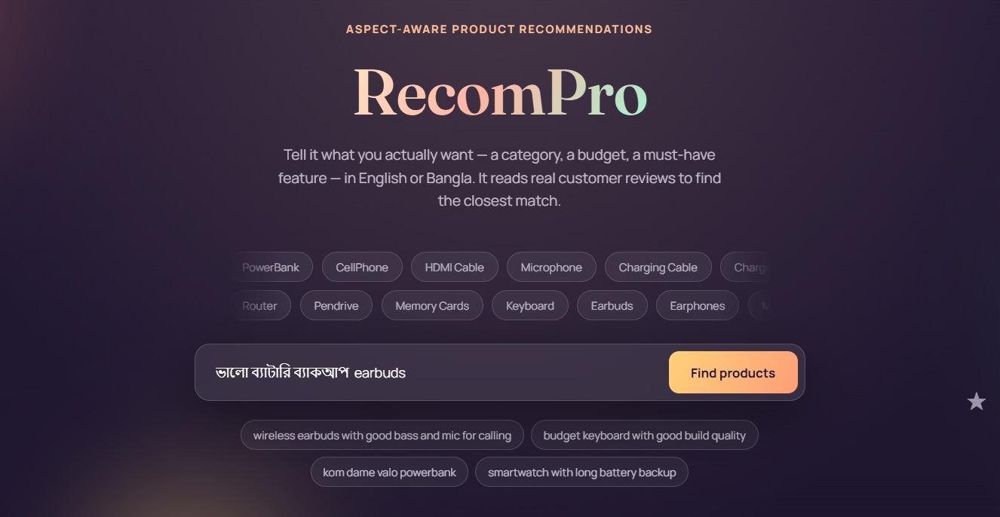 ASPECT-AWARE PRODUCT RECOMMENDATIONS
RecomPro
Tell it what you actually want — a category, a budget, a must-have
feature — in English or Bangla. It reads real customer reviews to find
the closest match.
PowerBank CellPhone HDMI Cable Microphone Charging Cable
Router Pendrive Memory Cards Keyboard Earbuds Earphones
ভালো ব্যাটারি ব্যাকআপ earbuds Find products
wireless earbuds with good bass and mic for calling budget keyboard with good build quality
kom dame valo powerbank smartwatch with long battery backup